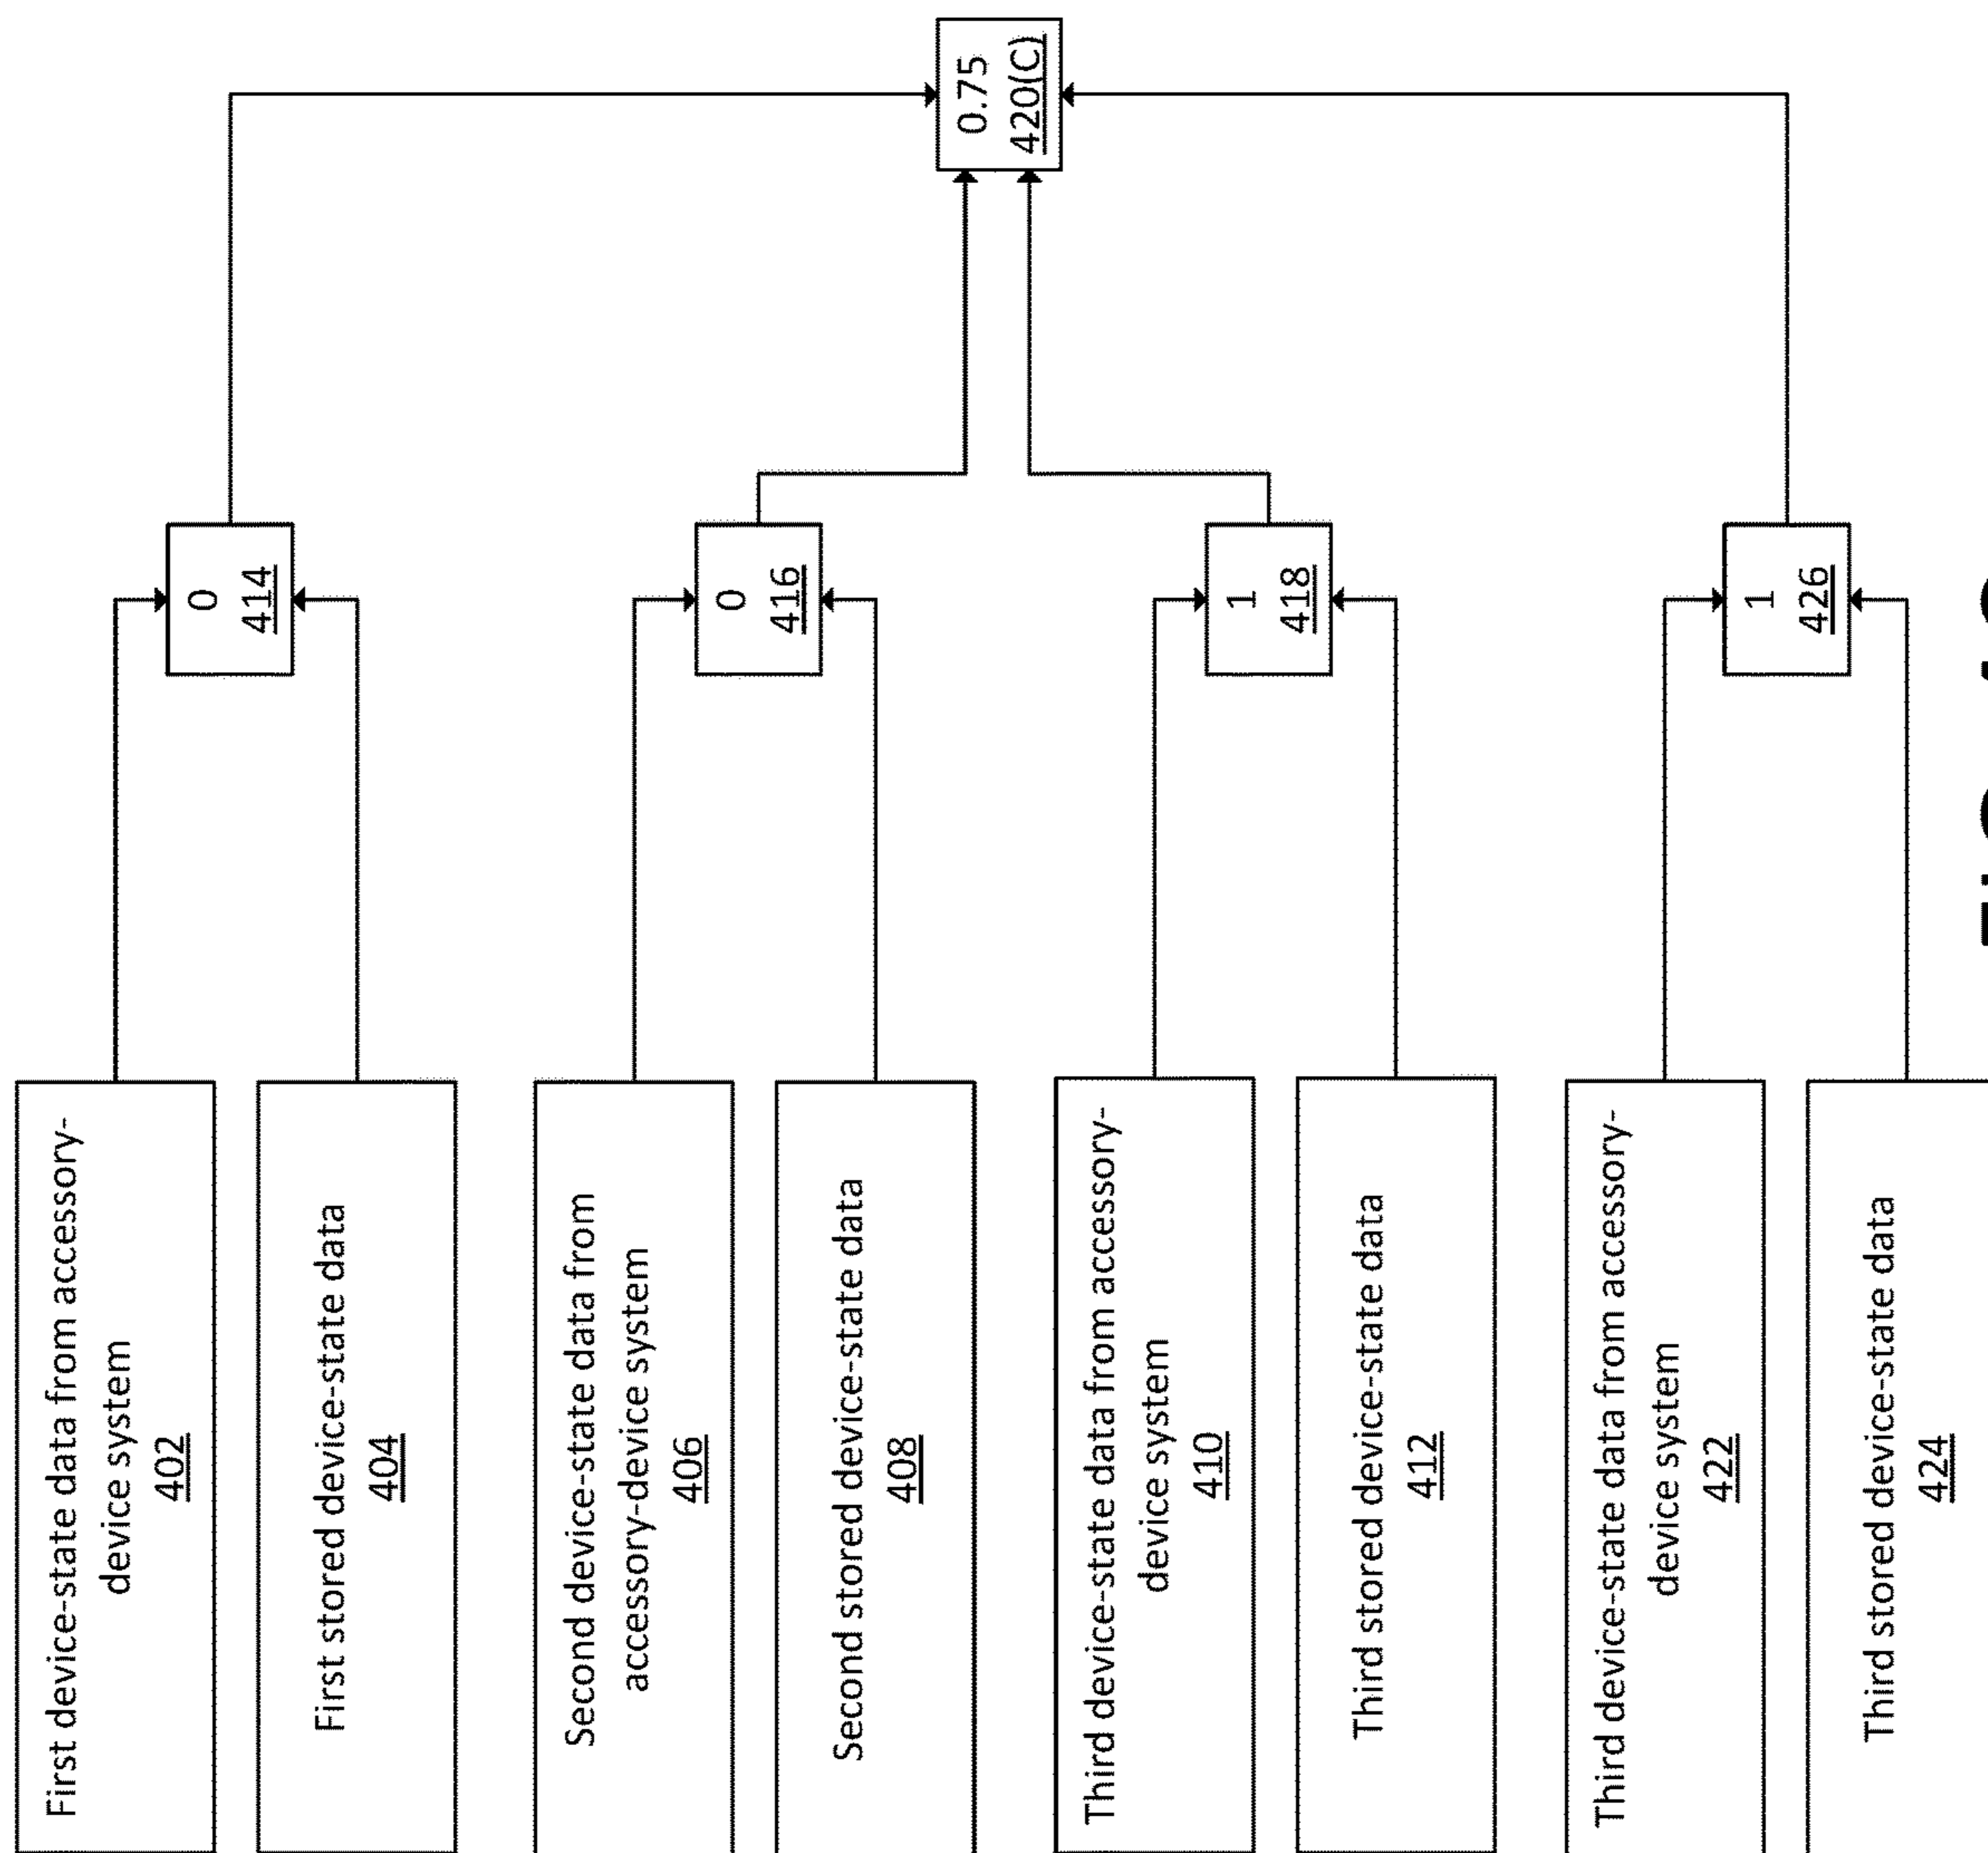 First device-state data from accessory-
device system
402
First stored device-state data
404
Second device-state data from
accessory-device system
406
Second stored device-state data
408
Third device-state data from accessory-
device system
410
Third stored device-state data
412
Third device-state data from accessory-
device system
422
Third stored device-state data
424
0
414
0
416
1
418
1
426
0.75
420(C)